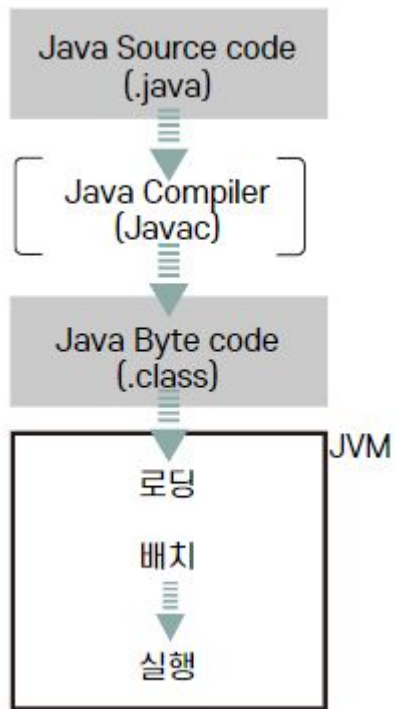 Java Source code
(.java)
Java Compiler
(Javac)
Java Byte code
(.class)
JVM
로딩
배치
실행